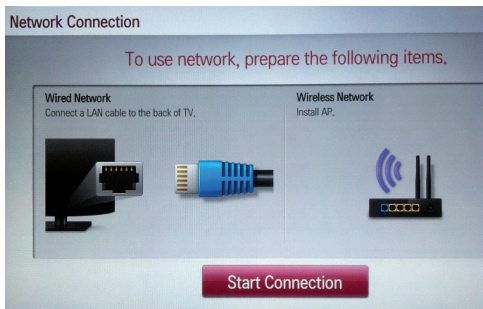 Network Connection
To use network, prepare the following items.
Wired Network
Connect a LAN cable to the back of TV.
Wireless Network
Install AP.
Start Connection